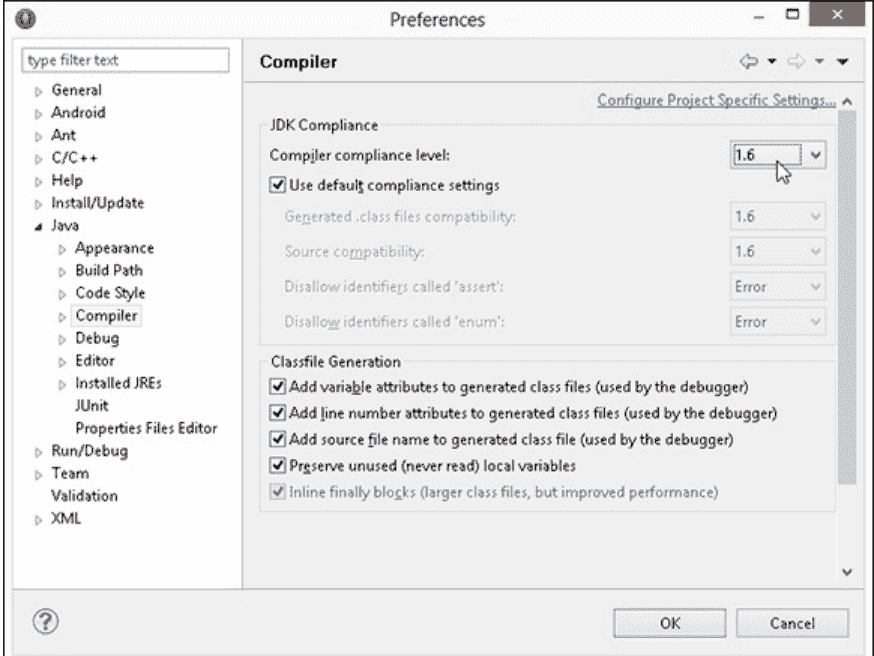 Preferences
type filter text
General
Android
Ant
C/C++
Help
Install/Update
Java
Appearance
Build Path
Code Style
Compiler
Debug
Editor
Installed JREs
JUnit
Properties Files Editor
Run/Debug
Team
Validation
XML
Compiler
Configure Project Specific Settings...
JDK Compliance
Compiler compliance level: 1.6
Use default compliance settings
Generated .class files compatibility: 1.6
Source compatibility: 1.6
Disallow identifiers called 'assert': Error
Disallow identifiers called 'enum': Error
Classfile Generation
Add variable attributes to generated class files (used by the debugger)
Add line number attributes to generated class files (used by the debugger)
Add source file name to generated class file (used by the debugger)
Preserve unused (never read) local variables
Inline finally blocks (larger class files, but improved performance)
?
OK Cancel